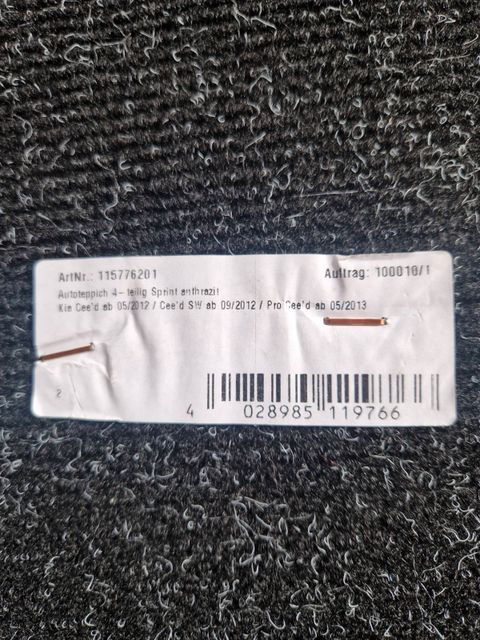 ArtNr.: 115776201 Auftrag: 100010/1
Autoteppich 4- teilig Sprint anthrazit
Kia Cee'd ab 05/2012 / Cee'd SW ab 09/2012 / Pro Cee'd ab 05/2013
2
4 028985 119766